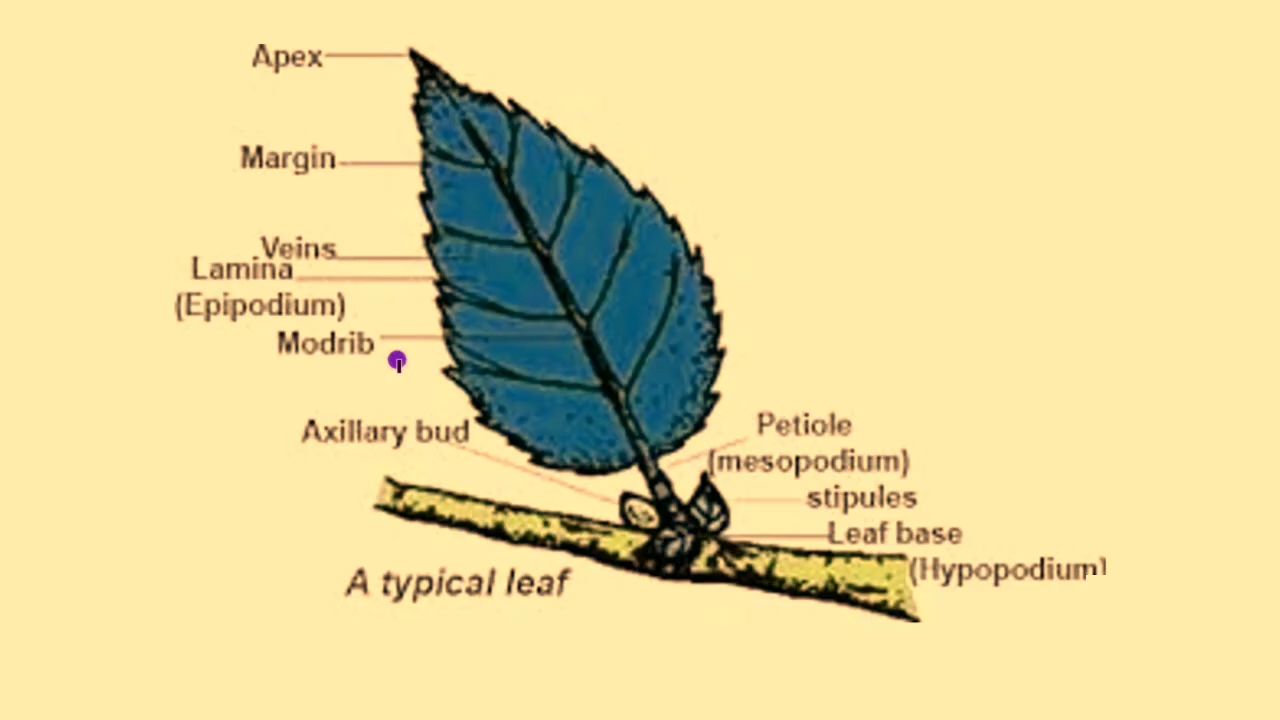 Apex
Margin
Veins
Lamina
(Epipodium)
Modrib
Axillary bud
Petiole
(mesopodium)
stipules
Leaf base
(Hypopodium)
A typical leaf